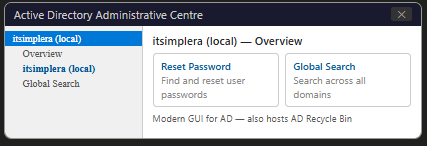 Active Directory Administrative Centre
itsimplera (local)
Overview
itsimplera (local)
Global Search
itsimplera (local) — Overview
Reset Password
Find and reset user
passwords
Global Search
Search across all
domains
Modern GUI for AD — also hosts AD Recycle Bin